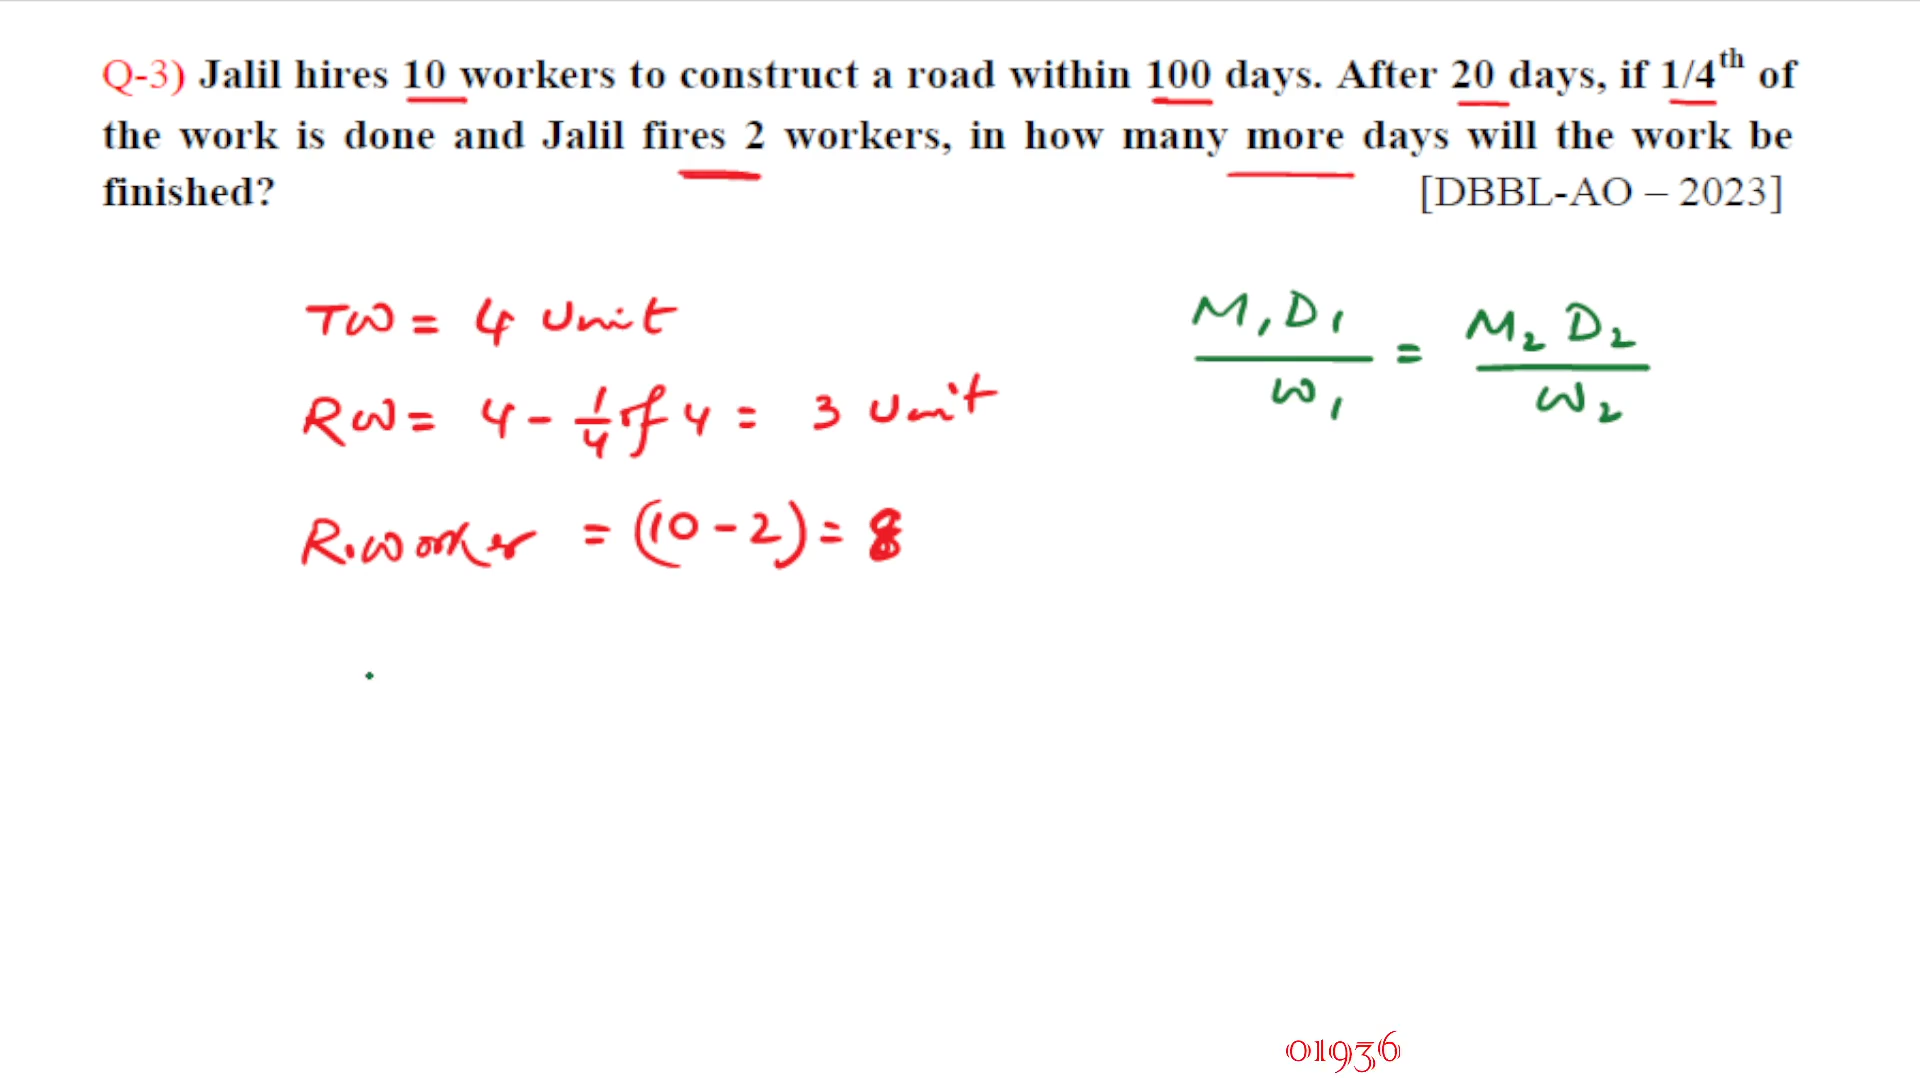 Q-3) Jalil hires 10 workers to construct a road within 100 days. After 20 days, if 1/4th of
the work is done and Jalil fires 2 workers, in how many more days will the work be
finished? [DBBL-AO – 2023]
TW = 4 Unit
RW = 4 - 1/4 of 4 = 3 Unit
R.worker = (10 - 2) = 8
M1D1/W1 = M2D2/W2
01936